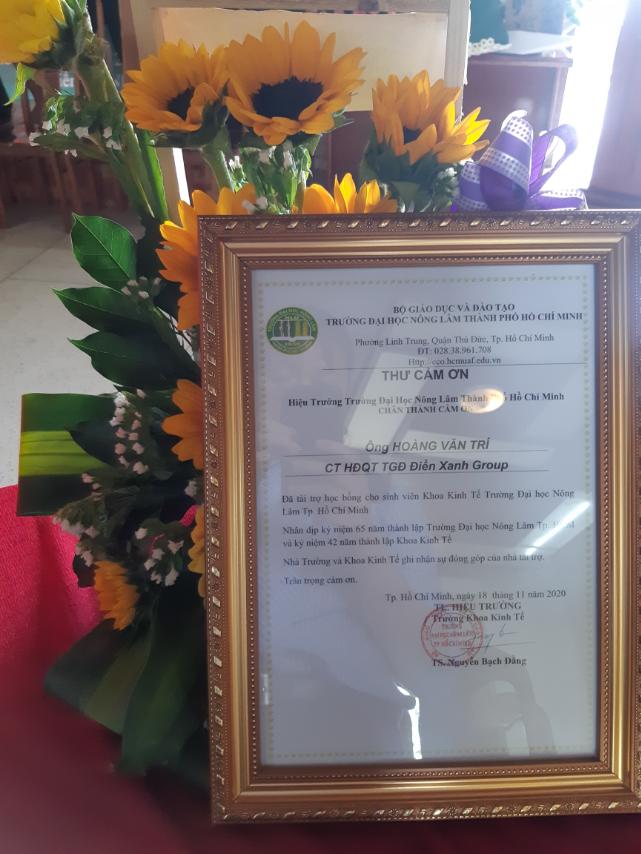 BỘ GIÁO DỤC VÀ ĐÀO TẠO
TRƯỜNG ĐẠI HỌC NÔNG LÂM THÀNH PHỐ HỒ CHÍ MINH
Phường Linh Trung, Quận Thủ Đức, Tp. Hồ Chí Minh
ĐT: 028.38.961.708
Http://eco.hcmuaf.edu.vn
THƯ CẢM ƠN
Hiệu Trưởng Trường Đại Học Nông Lâm Thành Phố Hồ Chí Minh
CHÂN THÀNH CẢM ƠN
Ông HOÀNG VĂN TRÍ
CT HĐQT TGĐ Điền Xanh Group
Đã tài trợ học bổng cho sinh viên Khoa Kinh Tế Trường Đại học Nông
Lâm Tp. Hồ Chí Minh
Nhân dịp kỷ niệm 65 năm thành lập Trường Đại học Nông Lâm Tp. HCM
và kỷ niệm 42 năm thành lập Khoa Kinh Tế
Nhà Trường và Khoa Kinh Tế ghi nhận sự đóng góp của nhà tài trợ.
Trân trọng cảm ơn.
Tp. Hồ Chí Minh, ngày 18 tháng 11 năm 2020
TL. HIỆU TRƯỞNG
Trưởng Khoa Kinh Tế
TS. Nguyễn Bạch Đằng